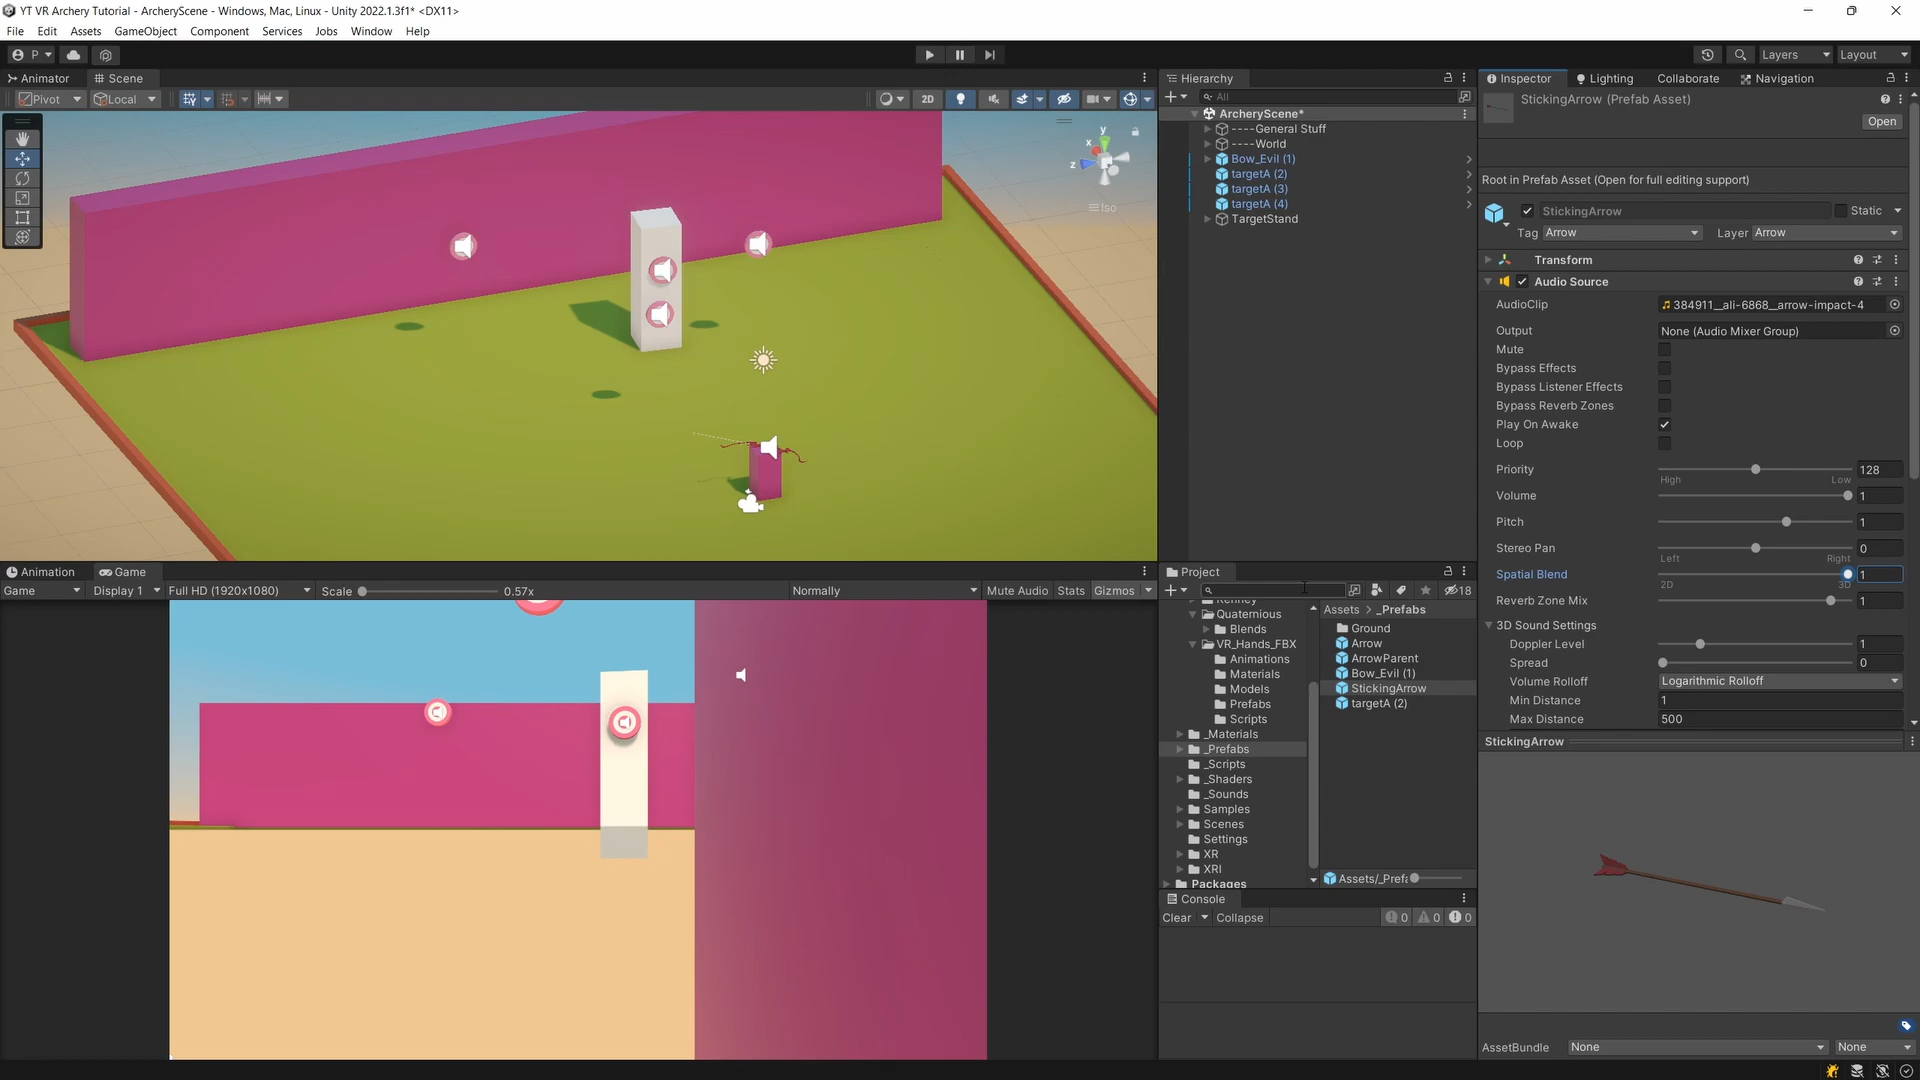 YT VR Archery Tutorial - ArcheryScene - Windows, Mac, Linux - Unity 2022.1.3f1* <DX11>
File Edit Assets GameObject Component Services Jobs Window Help
P Layers Layout
Animator Scene
Pivot Local 2D
y
x
z
Iso
Hierarchy
All
ArcheryScene*
----General Stuff
----World
Bow_Evil (1)
targetA (2)
targetA (3)
targetA (4)
TargetStand
Animation Game
Game Display 1 Full HD (1920x1080) Scale 0.57x Normally Mute Audio Stats Gizmos
Project
18
Quaternious
Blends
VR_Hands_FBX
Animations
Materials
Models
Prefabs
Scripts
_Materials
_Prefabs
_Scripts
_Shaders
_Sounds
Samples
Scenes
Settings
XR
XRI
Packages
Assets > _Prefabs
Ground
Arrow
ArrowParent
Bow_Evil (1)
StickingArrow
targetA (2)
Assets/_Prefa
Console
Clear Collapse 0 0 0
Inspector Lighting Collaborate Navigation
StickingArrow (Prefab Asset)
Open
Root in Prefab Asset (Open for full editing support)
StickingArrow Static
Tag Arrow Layer Arrow
Transform
Audio Source
AudioClip 384911__ali-6868__arrow-impact-4
Output None (Audio Mixer Group)
Mute
Bypass Effects
Bypass Listener Effects
Bypass Reverb Zones
Play On Awake
Loop
Priority 128
High Low
Volume 1
Pitch 1
Stereo Pan 0
Left Right
Spatial Blend 1
2D 3D
Reverb Zone Mix 1
3D Sound Settings
Doppler Level 1
Spread 0
Volume Rolloff Logarithmic Rolloff
Min Distance 1
Max Distance 500
StickingArrow
AssetBundle None None